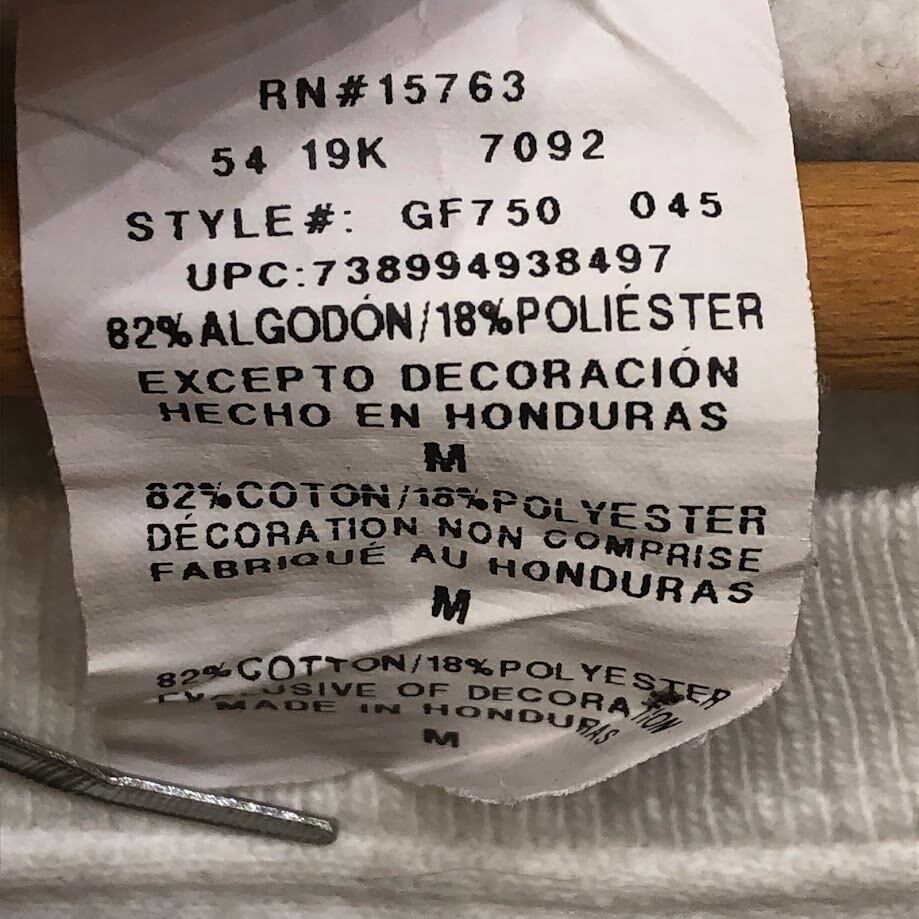 RN#15763
54 19K 7092
STYLE#: GF750 045
UPC:738994938497
82%ALGODÓN/18%POLIÉSTER
EXCEPTO DECORACIÓN
HECHO EN HONDURAS
M
82%COTON/18%POLYESTER
DÉCORATION NON COMPRISE
FABRIQUÉ AU HONDURAS
M
82%COTTON/18%POLYESTER
EXCLUSIVE OF DECORATION
MADE IN HONDURAS
M